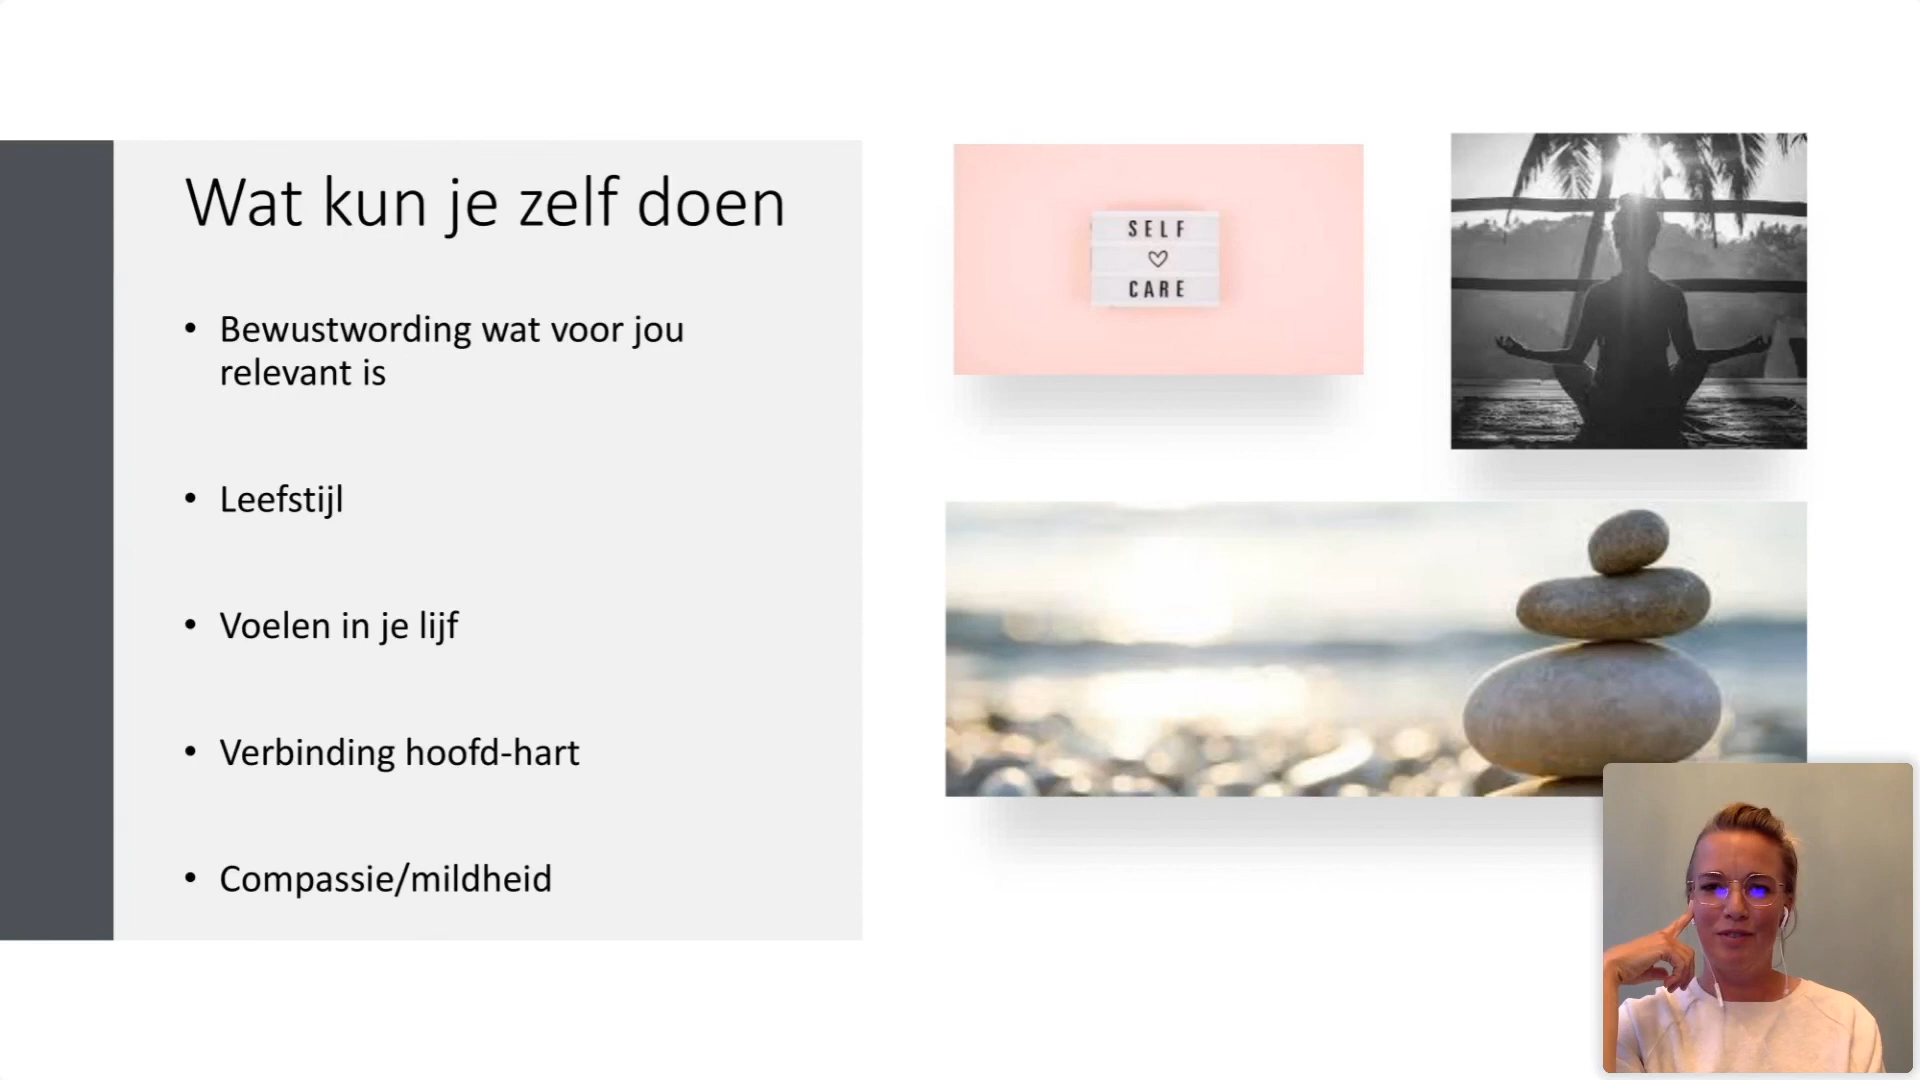 Wat kun je zelf doen
• Bewustwording wat voor jou
relevant is
• Leefstijl
• Voelen in je lijf
• Verbinding hoofd-hart
• Compassie/mildheid
SELF
♡
CARE